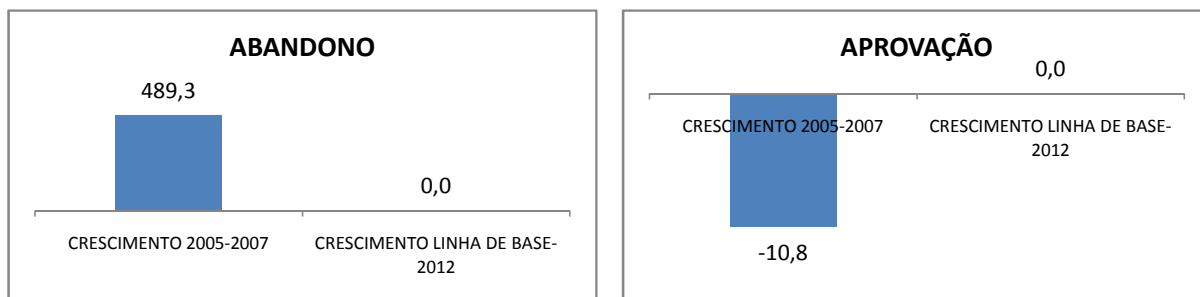 ABANDONO
489,3
0,0
CRESCIMENTO 2005-2007
CRESCIMENTO LINHA DE BASE-
2012
APROVAÇÃO
0,0
CRESCIMENTO 2005-2007
CRESCIMENTO LINHA DE BASE-
2012
-10,8